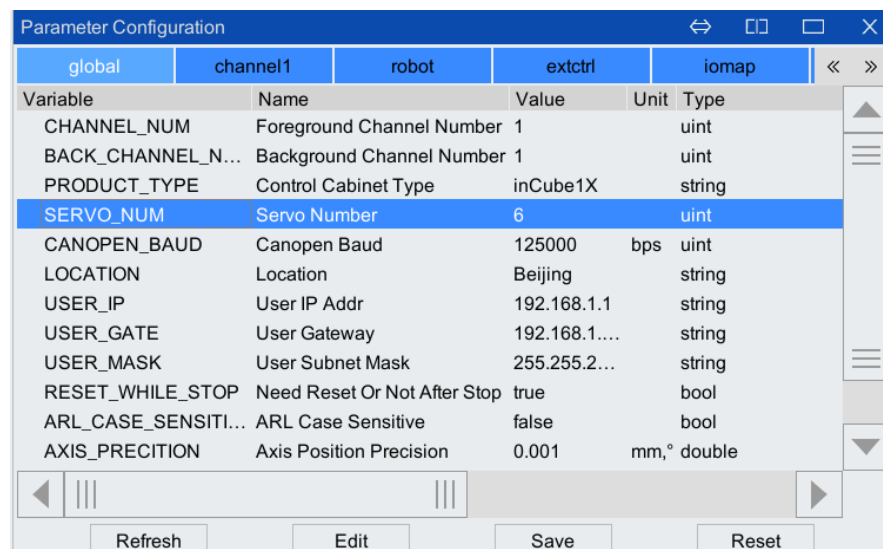 Parameter Configuration
global channel1 robot extctrl iomap
Variable Name Value Unit Type
CHANNEL_NUM Foreground Channel Number 1 uint
BACK_CHANNEL_N... Background Channel Number 1 uint
PRODUCT_TYPE Control Cabinet Type inCube1X string
SERVO_NUM Servo Number 6 uint
CANOPEN_BAUD Canopen Baud 125000 bps uint
LOCATION Location Beijing string
USER_IP User IP Addr 192.168.1.1 string
USER_GATE User Gateway 192.168.1.... string
USER_MASK User Subnet Mask 255.255.2... string
RESET_WHILE_STOP Need Reset Or Not After Stop true bool
ARL_CASE_SENSITI... ARL Case Sensitive false bool
AXIS_PRECITION Axis Position Precision 0.001 mm,° double
Refresh Edit Save Reset